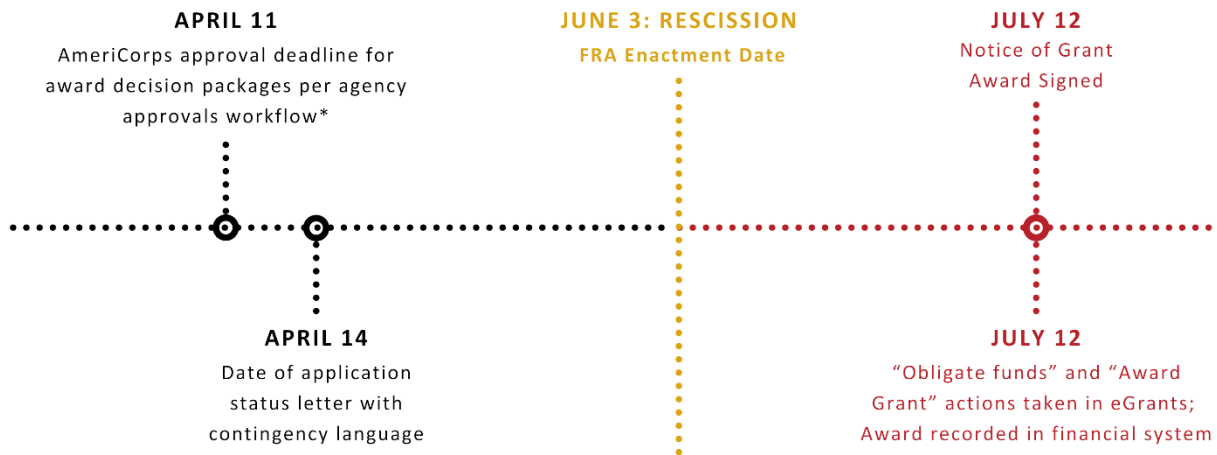 APRIL 11
AmeriCorps approval deadline for
award decision packages per agency
approvals workflow*
JUNE 3: RESCISSION
FRA Enactment Date
JULY 12
Notice of Grant
Award Signed
APRIL 14
Date of application
status letter with
contingency language
JULY 12
“Obligate funds” and “Award
Grant” actions taken in eGrants;
Award recorded in financial system